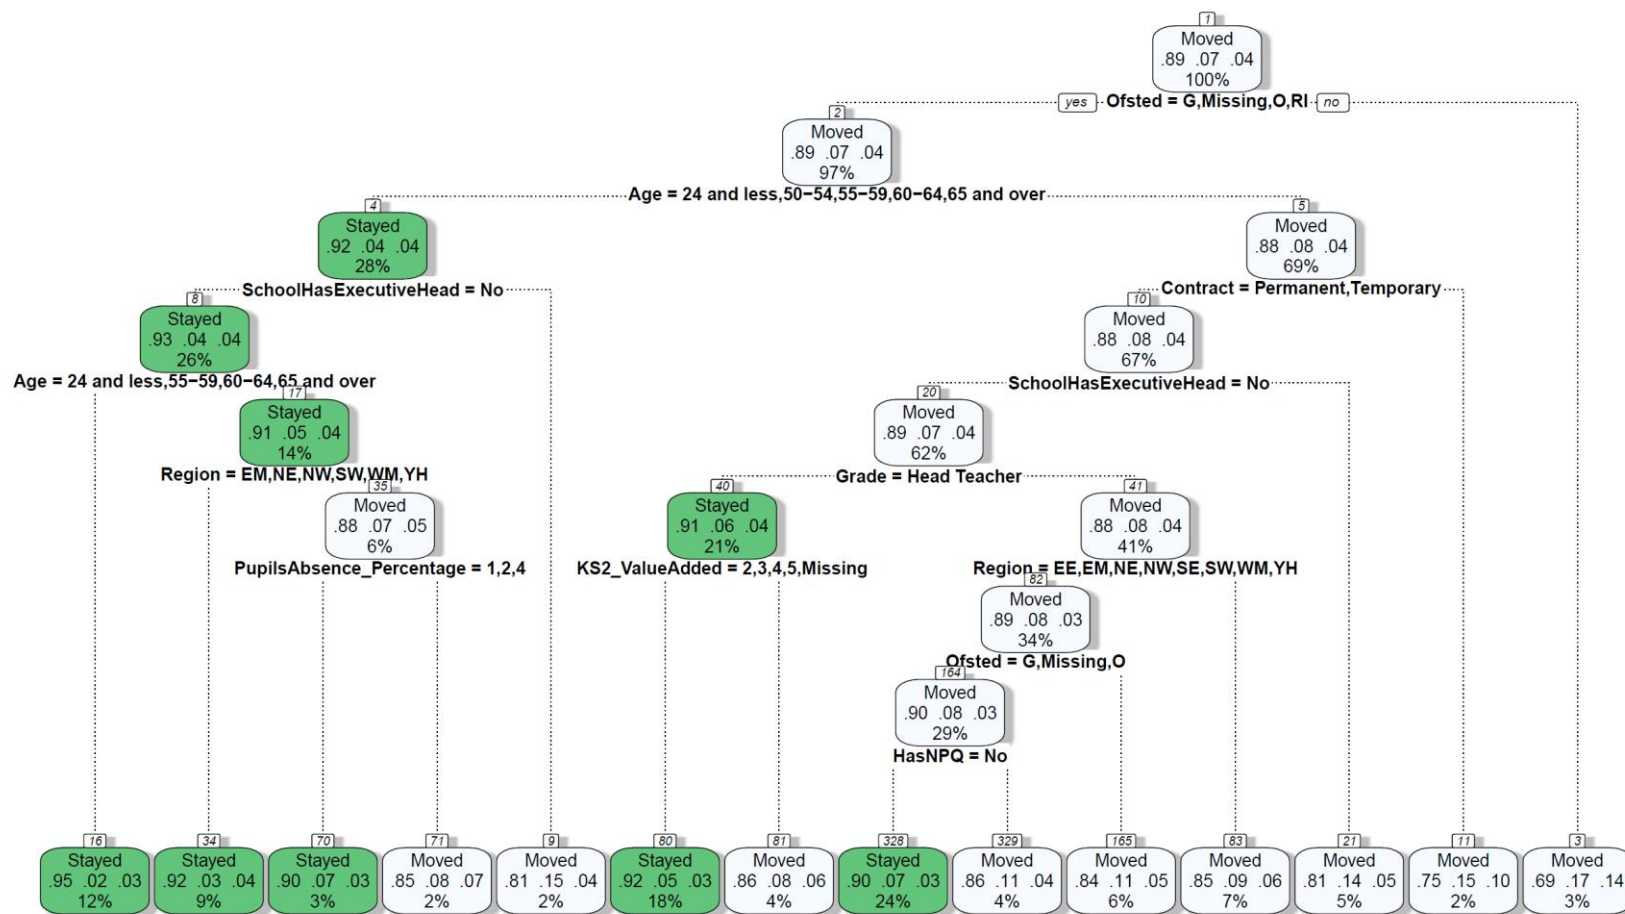 1
Moved
.89 .07 .04
100%
yes Ofsted = G,Missing,O,RI no
2
Moved
.89 .07 .04
97%
Age = 24 and less,50−54,55−59,60−64,65 and over
4
Stayed
.92 .04 .04
28%
5
Moved
.88 .08 .04
69%
SchoolHasExecutiveHead = No
Contract = Permanent,Temporary
8
Stayed
.93 .04 .04
26%
10
Moved
.88 .08 .04
67%
Age = 24 and less,55−59,60−64,65 and over
SchoolHasExecutiveHead = No
17
Stayed
.91 .05 .04
14%
20
Moved
.89 .07 .04
62%
Region = EM,NE,NW,SW,WM,YH
Grade = Head Teacher
35
Moved
.88 .07 .05
6%
40
Stayed
.91 .06 .04
21%
41
Moved
.88 .08 .04
41%
PupilsAbsence_Percentage = 1,2,4
KS2_ValueAdded = 2,3,4,5,Missing
Region = EE,EM,NE,NW,SE,SW,WM,YH
82
Moved
.89 .08 .03
34%
Ofsted = G,Missing,O
164
Moved
.90 .08 .03
29%
HasNPQ = No
16
Stayed
.95 .02 .03
12%
34
Stayed
.92 .03 .04
9%
70
Stayed
.90 .07 .03
3%
71
Moved
.85 .08 .07
2%
9
Moved
.81 .15 .04
2%
80
Stayed
.92 .05 .03
18%
81
Moved
.86 .08 .06
4%
328
Stayed
.90 .07 .03
24%
329
Moved
.86 .11 .04
4%
165
Moved
.84 .11 .05
6%
83
Moved
.85 .09 .06
7%
21
Moved
.81 .14 .05
5%
11
Moved
.75 .15 .10
2%
3
Moved
.69 .17 .14
3%